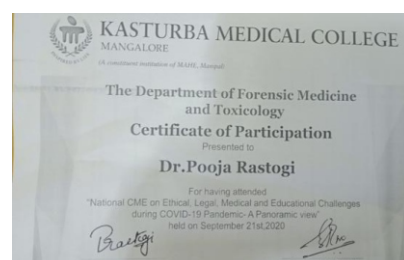 KASTURBA MEDICAL COLLEGE
MANGALORE
(A constituent institution of MAHE, Manipal)
The Department of Forensic Medicine
and Toxicology
Certificate of Participation
Presented to
Dr.Pooja Rastogi
For having attended
"National CME on Ethical, Legal, Medical and Educational Challenges
during COVID-19 Pandemic- A Panoramic view"
held on September 21st,2020